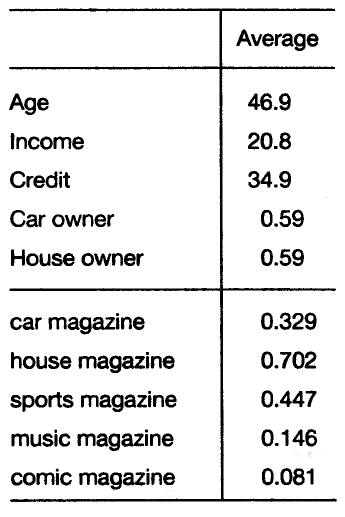 Average
Age 46.9
Income 20.8
Credit 34.9
Car owner 0.59
House owner 0.59
car magazine 0.329
house magazine 0.702
sports magazine 0.447
music magazine 0.146
comic magazine 0.081